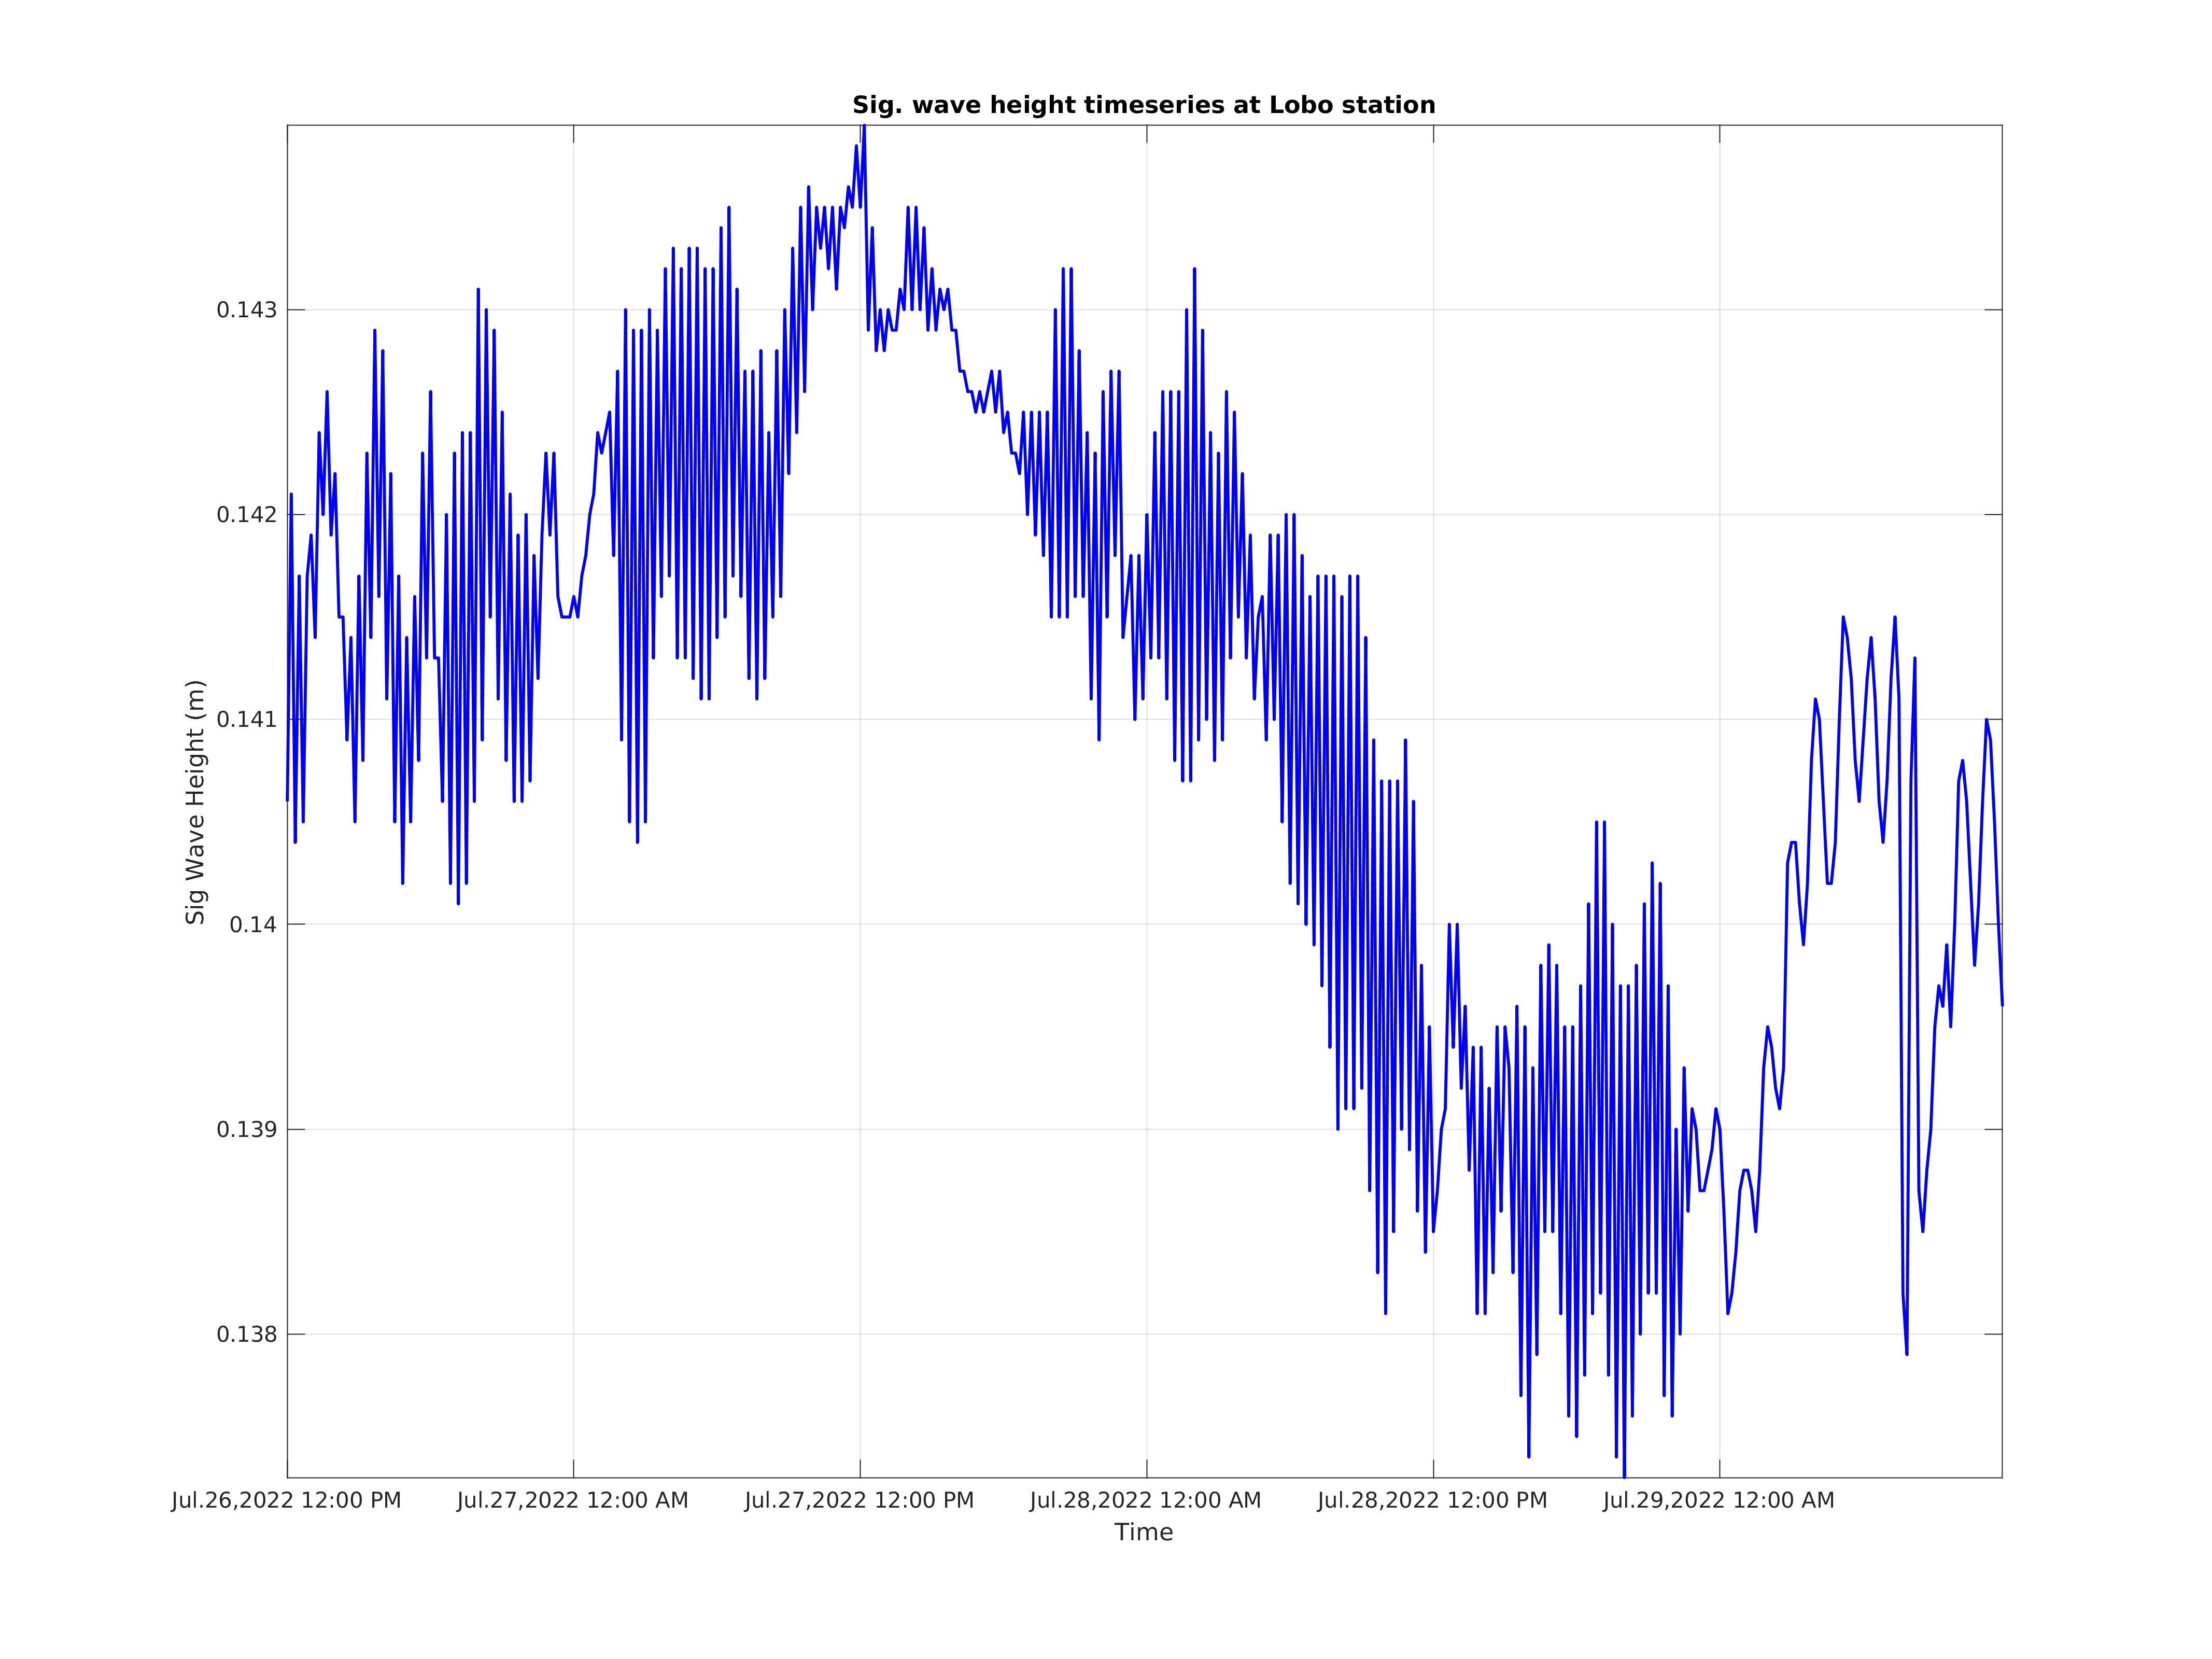 Sig. wave height timeseries at Lobo station
0.143
0.142
0.141
0.14
0.139
0.138
Sig Wave Height (m)
Jul.26,2022 12:00 PM
Jul.27,2022 12:00 AM
Jul.27,2022 12:00 PM
Jul.28,2022 12:00 AM
Jul.28,2022 12:00 PM
Jul.29,2022 12:00 AM
Time